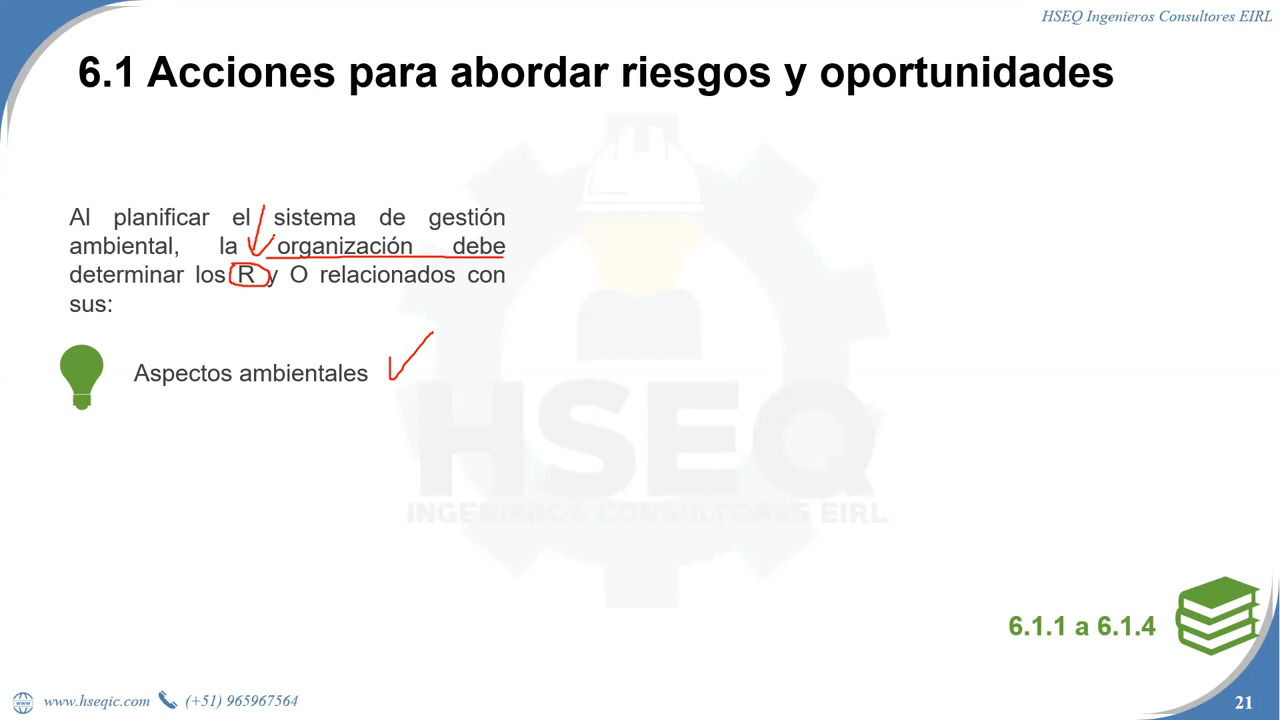 HSEQ Ingenieros Consultores EIRL
6.1 Acciones para abordar riesgos y oportunidades
Al planificar el sistema de gestión
ambiental, la organización debe
determinar los R y O relacionados con
sus:
Aspectos ambientales
HSEQ
INGENIEROS CONSULTORES EIRL
6.1.1 a 6.1.4
www.hseqic.com (+51) 965967564
21